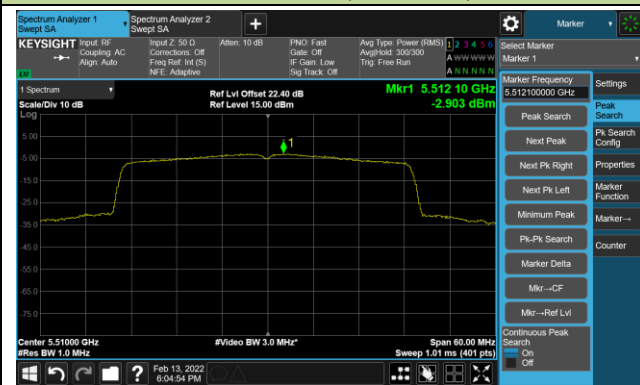 Spectrum Analyzer 1
Swept SA
Spectrum Analyzer 2
Swept SA
+
Marker
KEYSIGHT
Input: RF
Coupling: AC
Align: Auto
Input Z: 50 Ω
Corrections: Off
Freq Ref: Int (S)
NFE: Adaptive
Atten: 10 dB
PNO: Fast
Gate: Off
IF Gain: Low
Sig Track: Off
Avg Type: Power (RMS)
Avg|Hold: 300/300
Trig: Free Run
1 2 3 4 5 6
A W W W W W
A N N N N N
LXI
Select Marker
Marker 1
1 Spectrum
Scale/Div 10 dB
Log
Ref Lvl Offset 22.40 dB
Ref Level 15.00 dBm
Mkr1 5.512 10 GHz
-2.903 dBm
1
5.00
-5.00
-15.0
-25.0
-35.0
-45.0
-55.0
-65.0
-75.0
Center 5.51000 GHz
#Res BW 1.0 MHz
#Video BW 3.0 MHz*
Span 60.00 MHz
Sweep 1.01 ms (401 pts)
Marker Frequency
5.512100000 GHz
Peak Search
Next Peak
Next Pk Right
Next Pk Left
Minimum Peak
Pk-Pk Search
Marker Delta
Mkr→CF
Mkr→Ref Lvl
Continuous Peak
Search
On
Off
Settings
Peak
Search
Pk Search
Config
Properties
Marker
Function
Marker→
Counter
?
Feb 13, 2022
6:04:54 PM